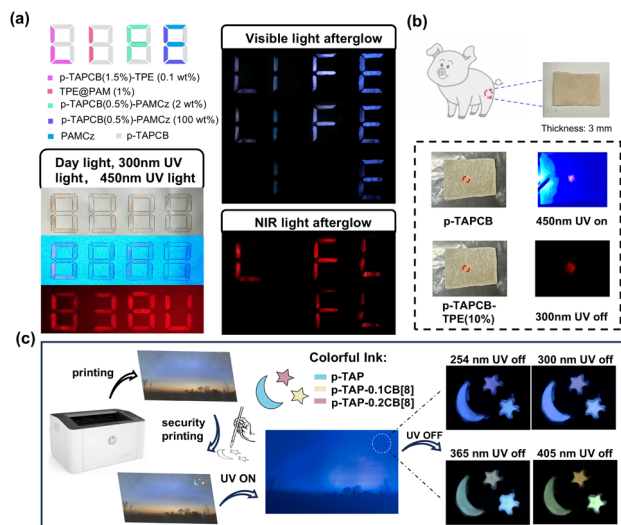 (a)
p-TAPCB(1.5%)-TPE (0.1 wt%)
TPE@PAM (1%)
p-TAPCB(0.5%)-PAMCz (2 wt%)
p-TAPCB(0.5%)-PAMCz (100 wt%)
PAMCz
p-TAPCB
Day light, 300nm UV
light, 450nm UV light
Visible light afterglow
NIR light afterglow
(b)
Thickness: 3 mm
p-TAPCB
450nm UV on
p-TAPCB-
TPE(10%)
300nm UV off
(c)
printing
security
printing
UV ON
Colorful Ink:
p-TAP
p-TAP-0.1CB[8]
p-TAP-0.2CB[8]
UV OFF
254 nm UV off
300 nm UV off
365 nm UV off
405 nm UV off